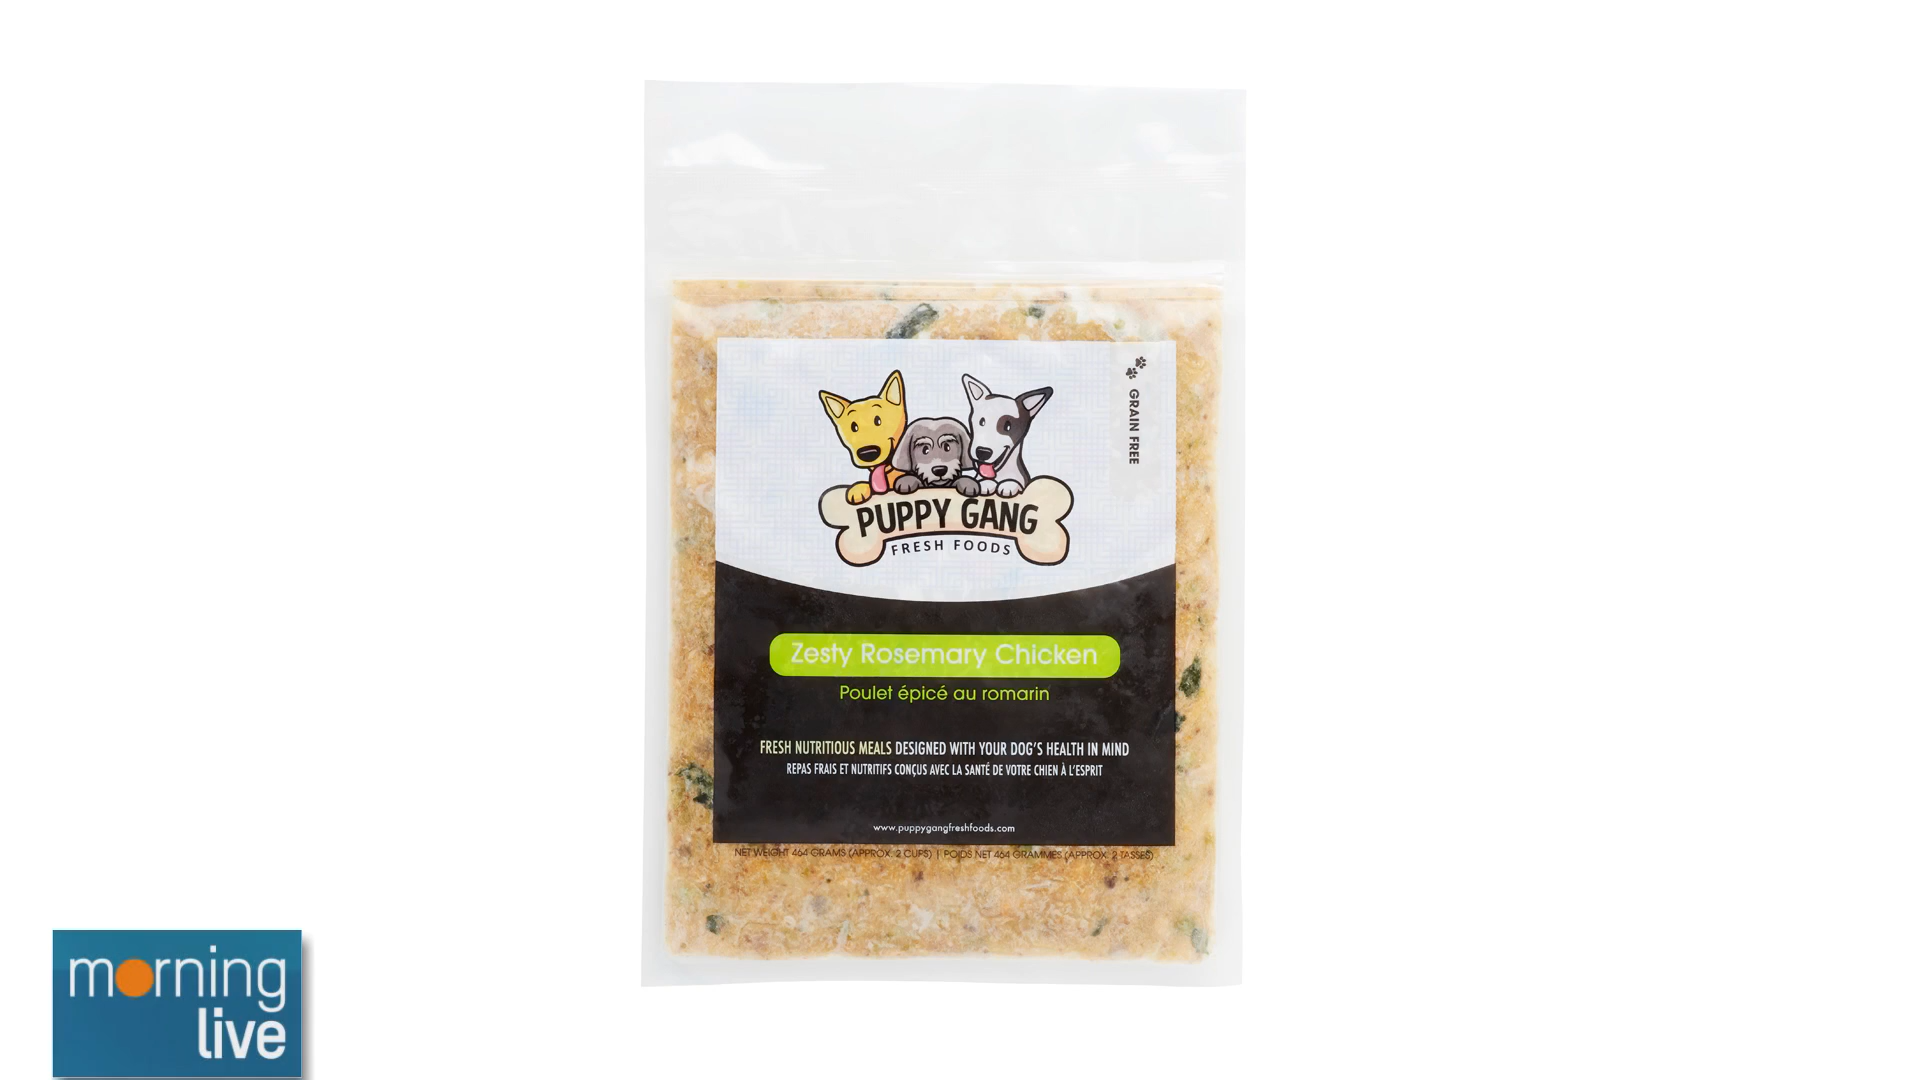 GRAIN FREE
PUPPY GANG
FRESH FOODS
Zesty Rosemary Chicken
Poulet épicé au romarin
FRESH NUTRITIOUS MEALS DESIGNED WITH YOUR DOG'S HEALTH IN MIND
REPAS FRAIS ET NUTRITIFS CONÇUS AVEC LA SANTÉ DE VOTRE CHIEN À L'ESPRIT
www.puppygangfreshfoods.com
NET WEIGHT 464 GRAMS (APPROX. 2 CUPS) | POIDS NET 464 GRAMMES (APPROX. 2 TASSES)
morning
live